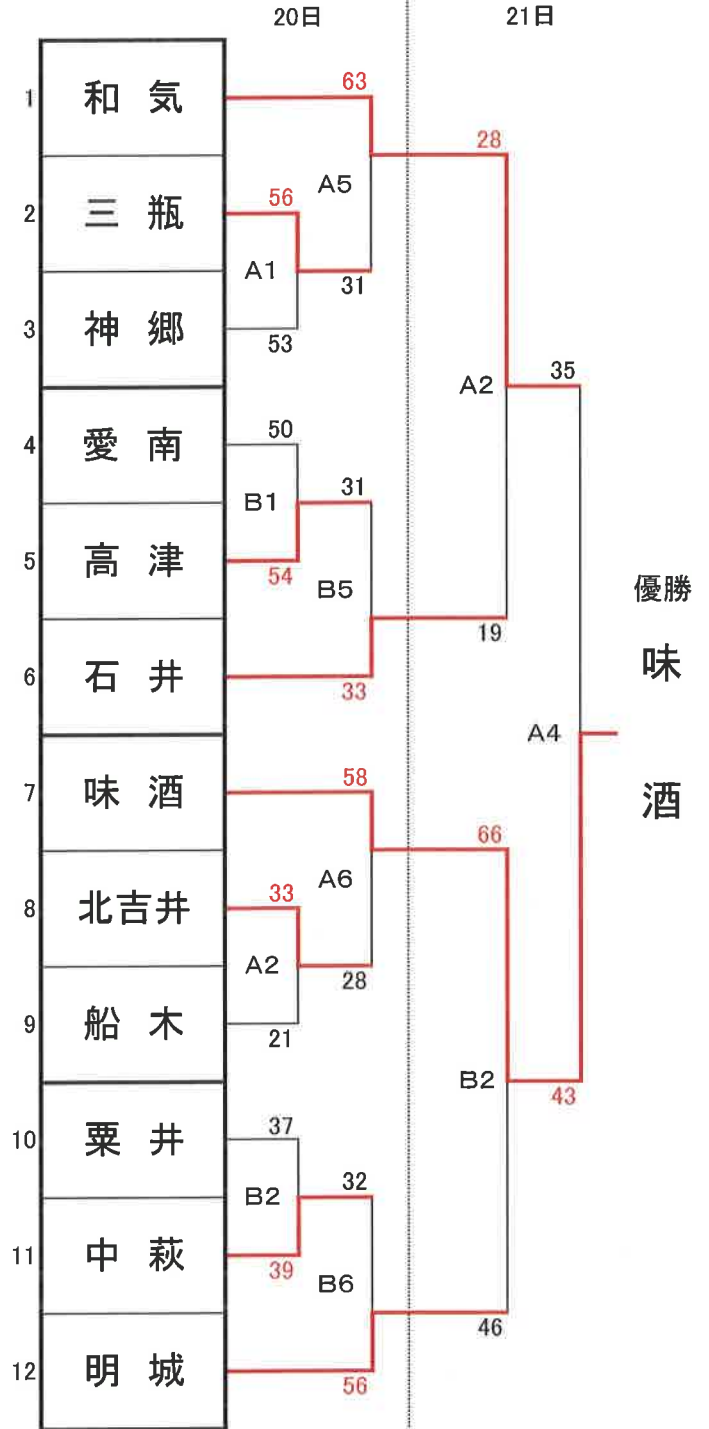 20日 21日
1 和気 63
28
A5
2 三瓶 56
A1
31
3 神郷 53
A2 35
4 愛南 50
31
B1
5 高津 54
B5
優勝
19
6 石井 33
味
A4
7 味酒 58
酒
66
A6
8 北吉井 33
A2
28
9 船木 21
B2
43
10 粟井 37
32
B2
11 中萩 39
B6
46
12 明城 56